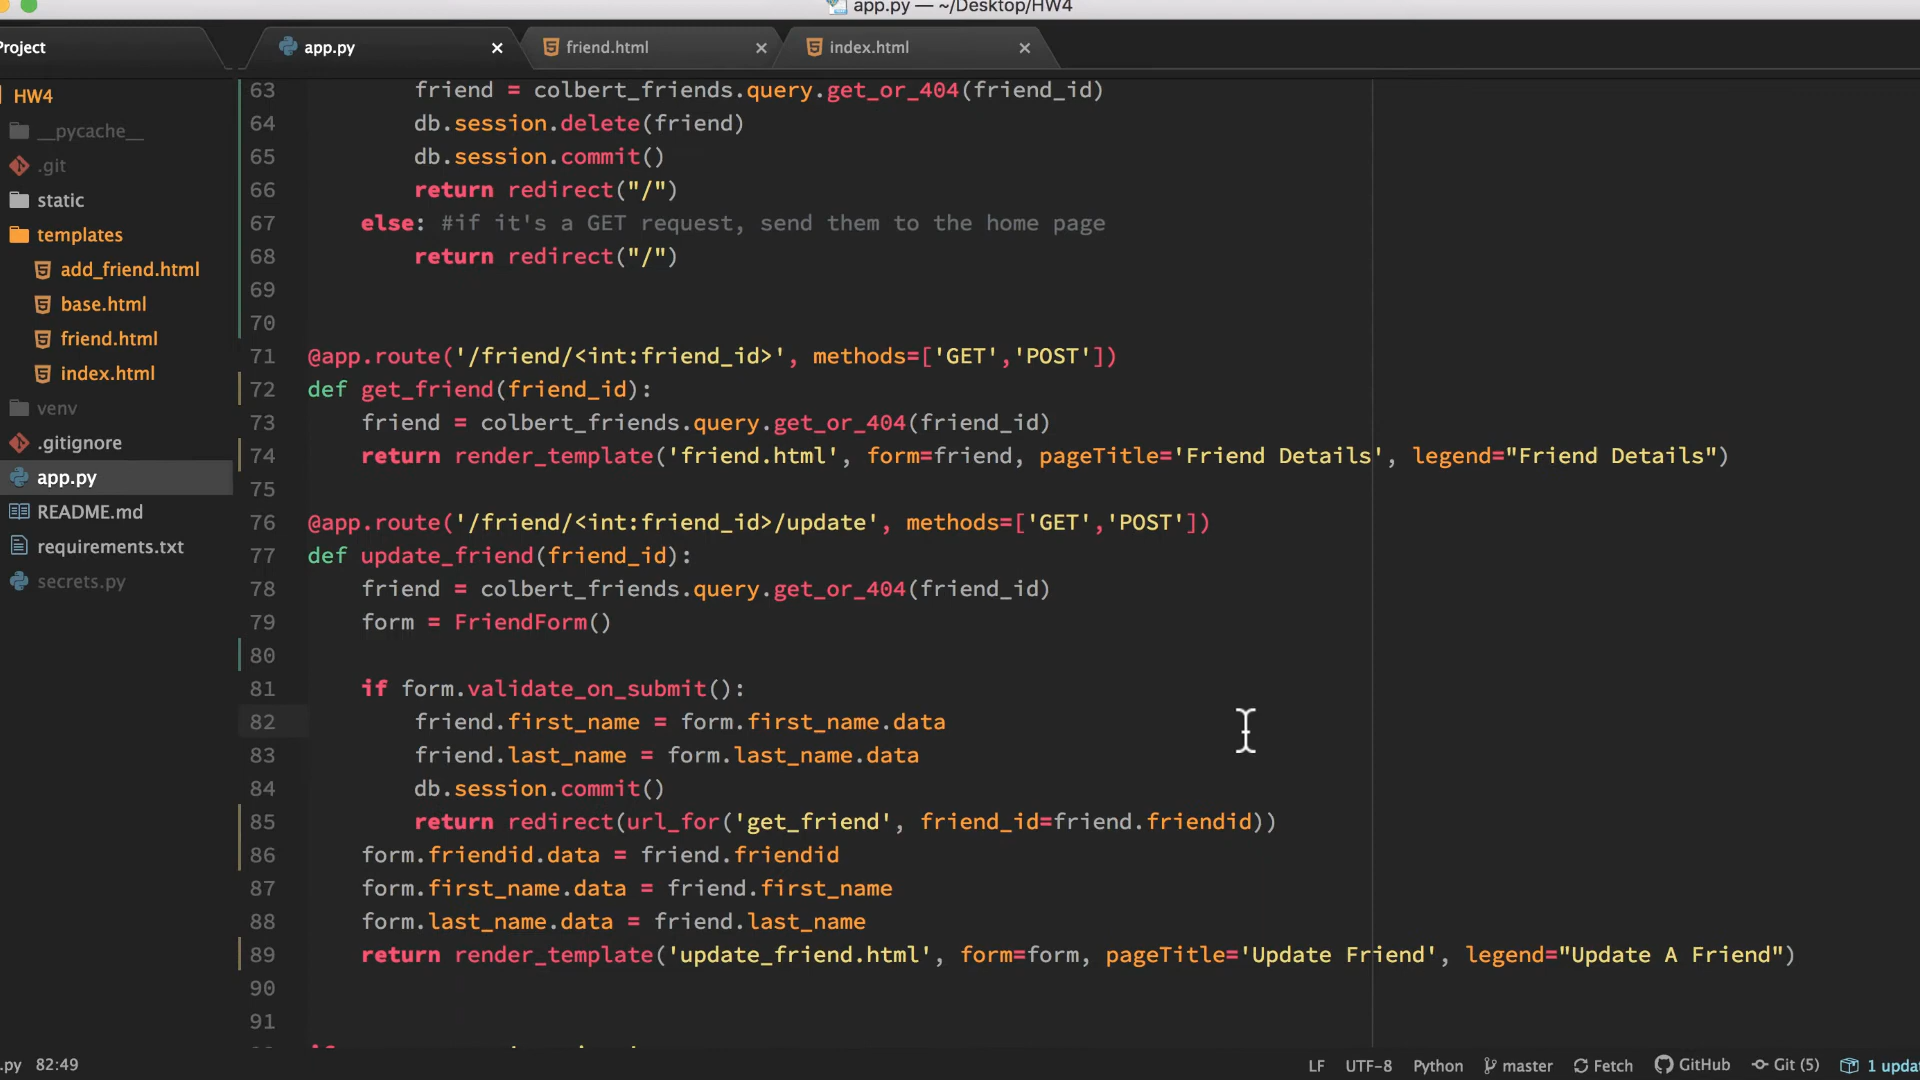 app.py — ~/Desktop/HW4
Project
app.py
friend.html
index.html
HW4
__pycache__
.git
static
templates
add_friend.html
base.html
friend.html
index.html
venv
.gitignore
app.py
README.md
requirements.txt
secrets.py
63 friend = colbert_friends.query.get_or_404(friend_id)
64 db.session.delete(friend)
65 db.session.commit()
66 return redirect("/")
67 else: #if it's a GET request, send them to the home page
68 return redirect("/")
69
70
71 @app.route('/friend/<int:friend_id>', methods=['GET','POST'])
72 def get_friend(friend_id):
73 friend = colbert_friends.query.get_or_404(friend_id)
74 return render_template('friend.html', form=friend, pageTitle='Friend Details', legend="Friend Details")
75
76 @app.route('/friend/<int:friend_id>/update', methods=['GET','POST'])
77 def update_friend(friend_id):
78 friend = colbert_friends.query.get_or_404(friend_id)
79 form = FriendForm()
80
81 if form.validate_on_submit():
82 friend.first_name = form.first_name.data
83 friend.last_name = form.last_name.data
84 db.session.commit()
85 return redirect(url_for('get_friend', friend_id=friend.friendid))
86 form.friendid.data = friend.friendid
87 form.first_name.data = friend.first_name
88 form.last_name.data = friend.last_name
89 return render_template('update_friend.html', form=form, pageTitle='Update Friend', legend="Update A Friend")
90
91
.py 82:49
LF UTF-8 Python master Fetch GitHub Git (5) 1 upda